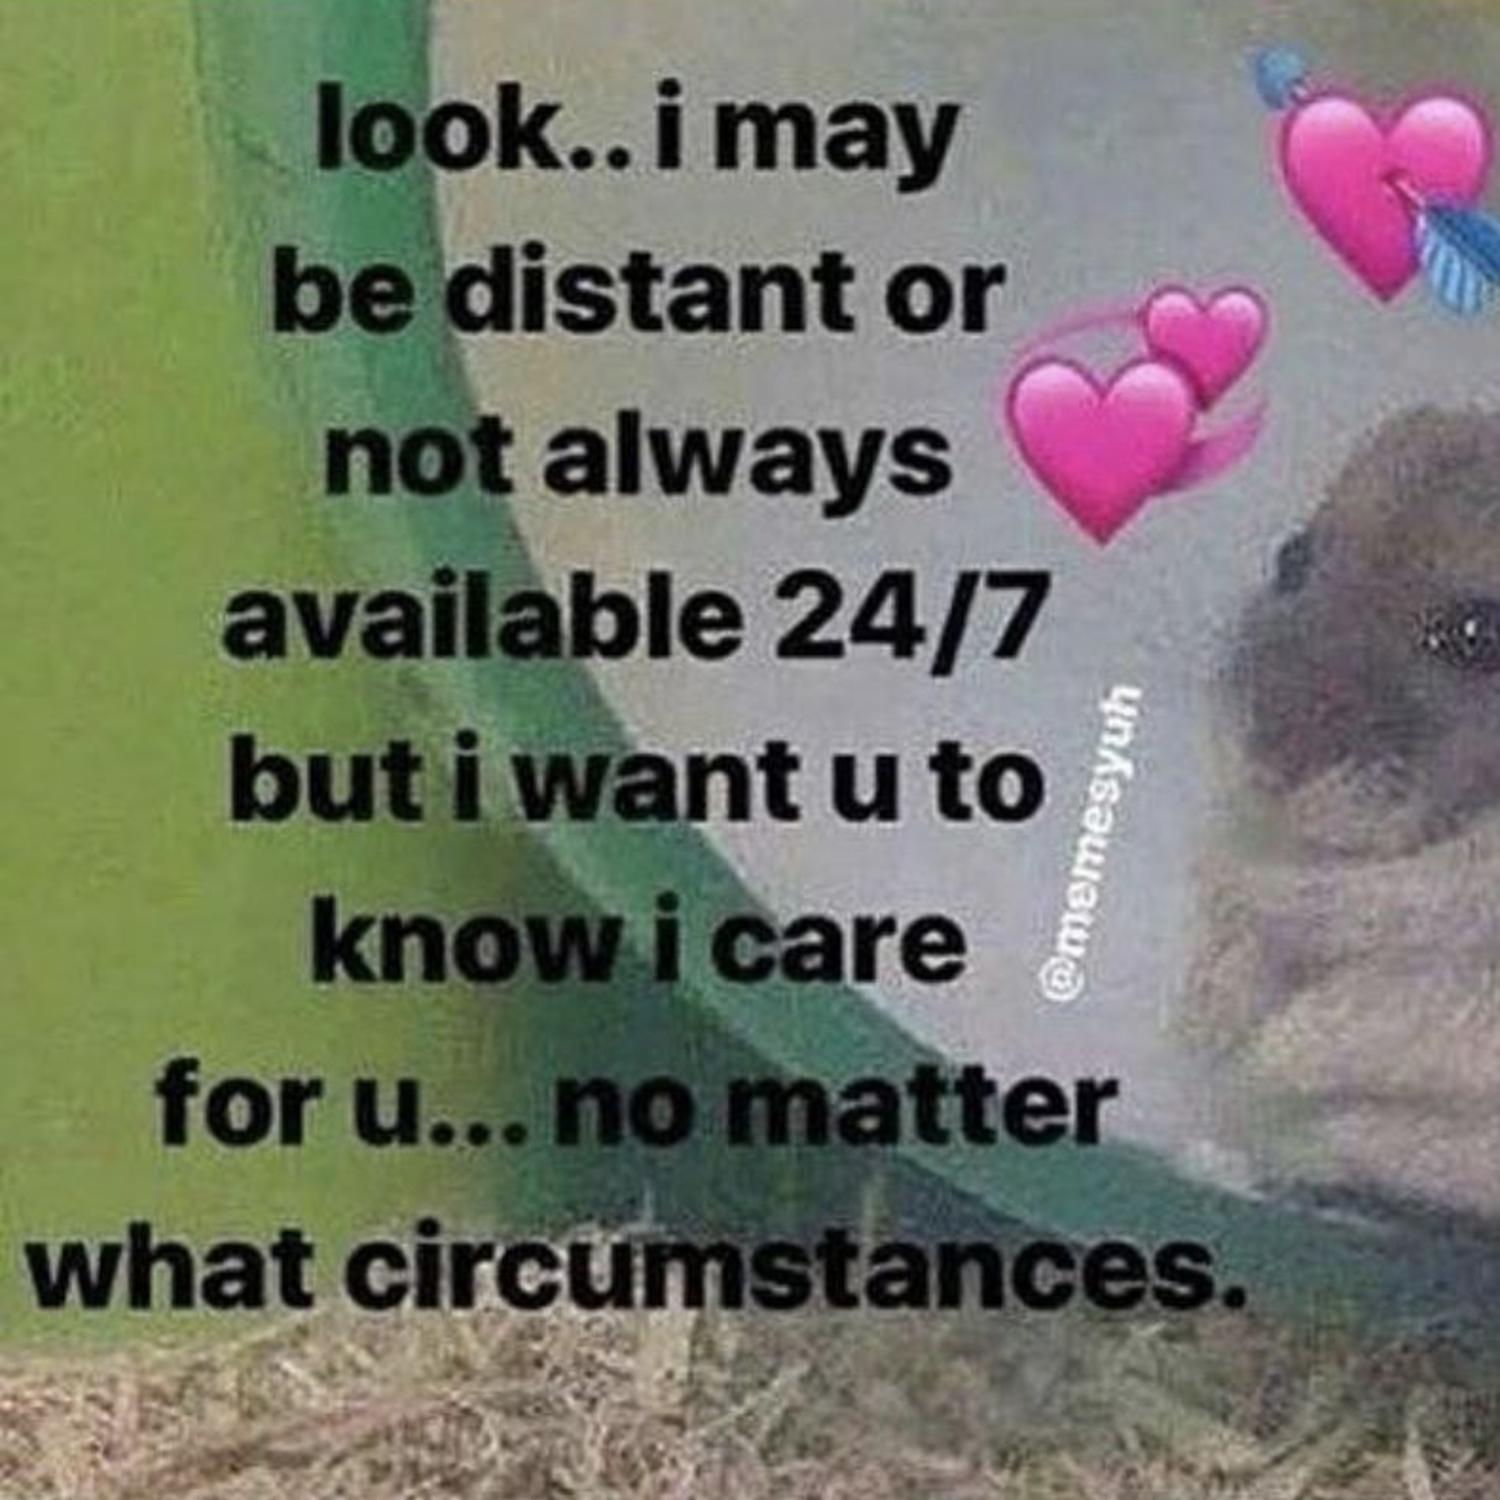 look.. i may
be distant or
not always
available 24/7
but i want u to
know i care
for u... no matter
what circumstances.
@memesyuh